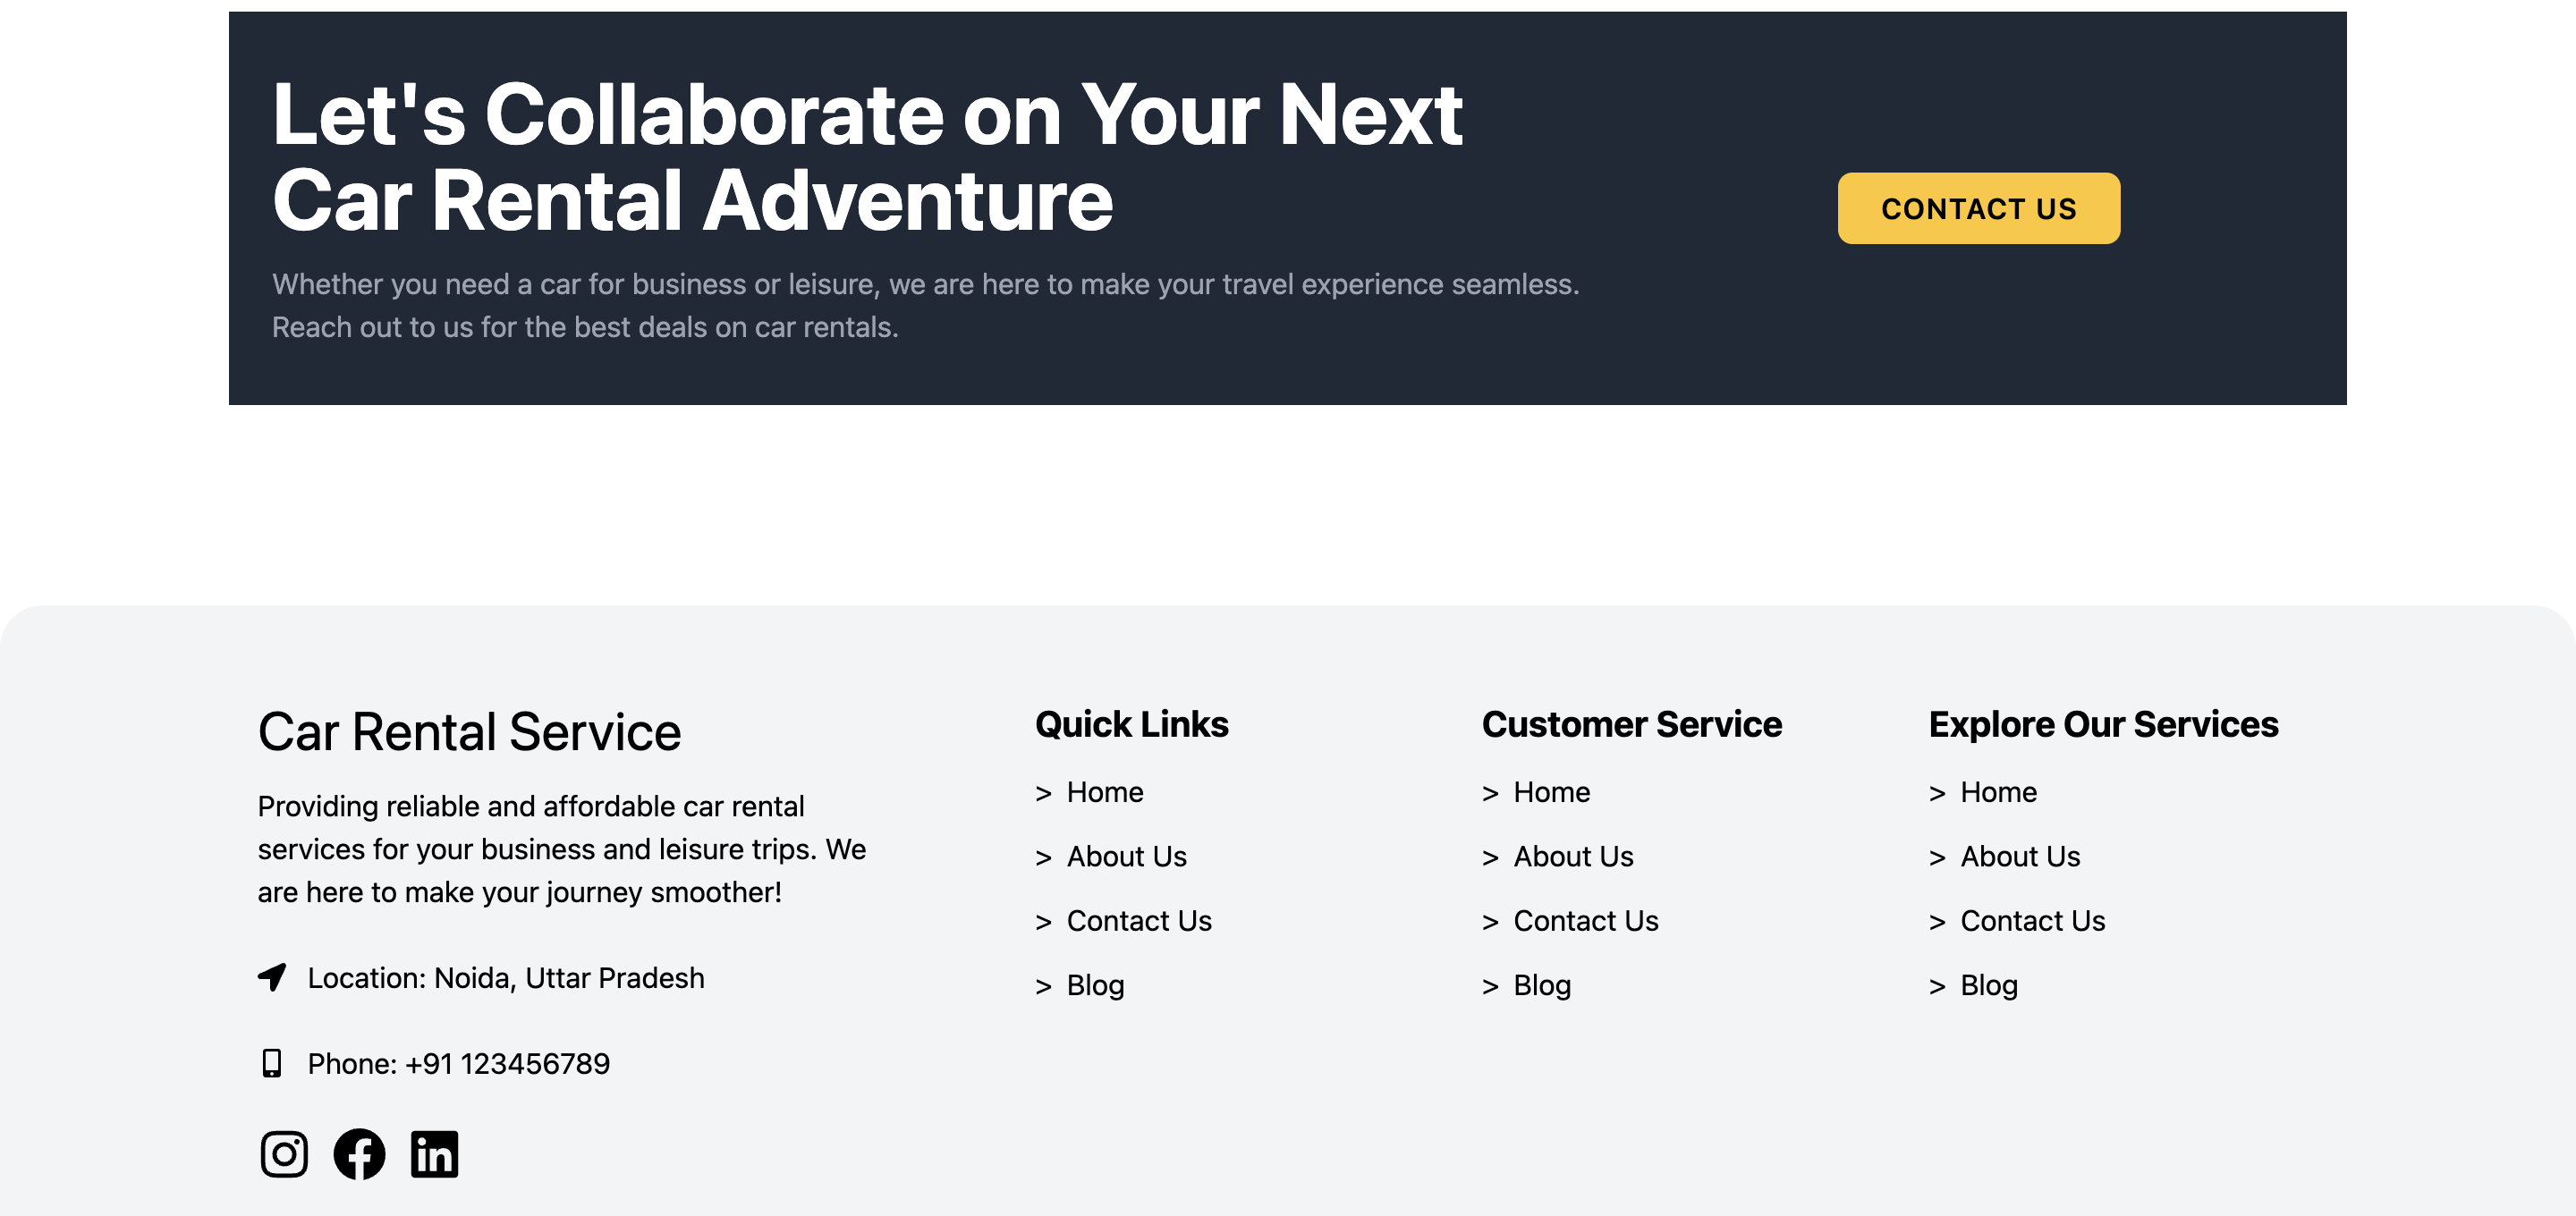 Let's Collaborate on Your Next
Car Rental Adventure
Whether you need a car for business or leisure, we are here to make your travel experience seamless.
Reach out to us for the best deals on car rentals.
CONTACT US
Car Rental Service
Providing reliable and affordable car rental
services for your business and leisure trips. We
are here to make your journey smoother!
Location: Noida, Uttar Pradesh
Phone: +91 123456789
Quick Links
> Home
> About Us
> Contact Us
> Blog
Customer Service
> Home
> About Us
> Contact Us
> Blog
Explore Our Services
> Home
> About Us
> Contact Us
> Blog